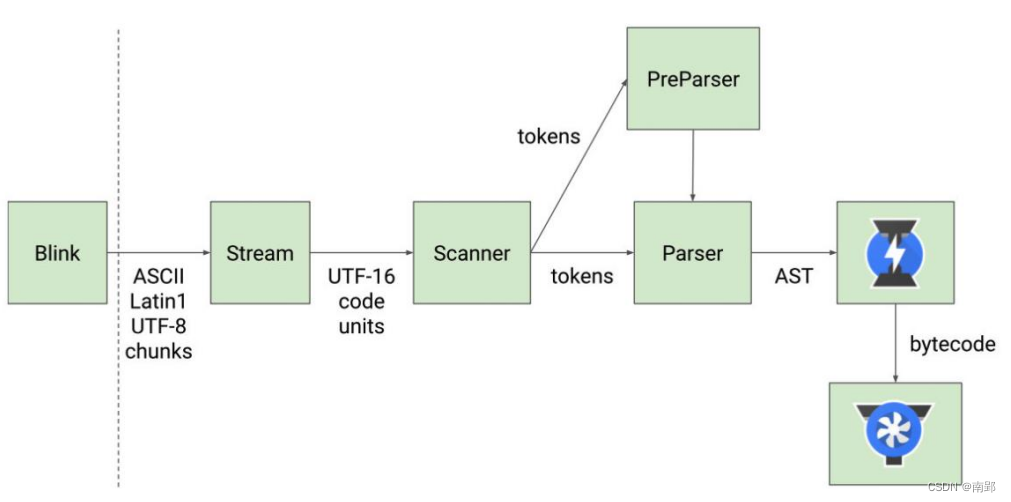 PreParser
tokens
Blink
Stream
Scanner
Parser
ASCII
Latin1
UTF-8
chunks
UTF-16
code
units
tokens
AST
bytecode
CSDN @南郢